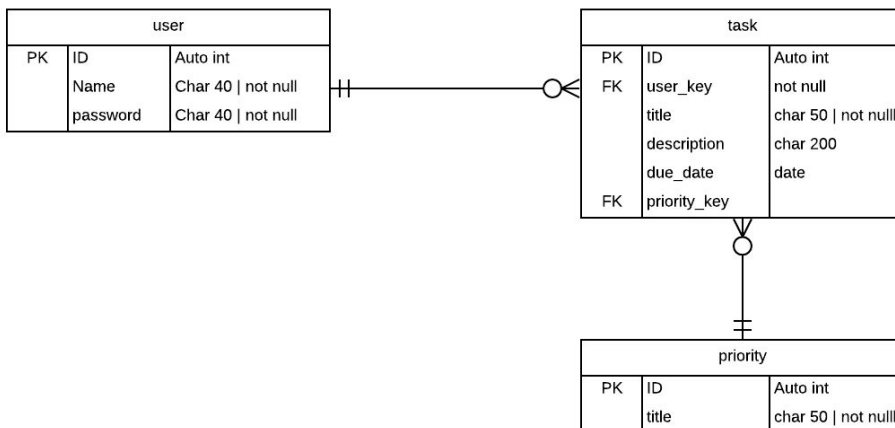 user
PK ID Auto int
Name Char 40 | not null
password Char 40 | not null
task
PK ID Auto int
FK user_key not null
title char 50 | not null
description char 200
due_date date
FK priority_key
priority
PK ID Auto int
title char 50 | not null